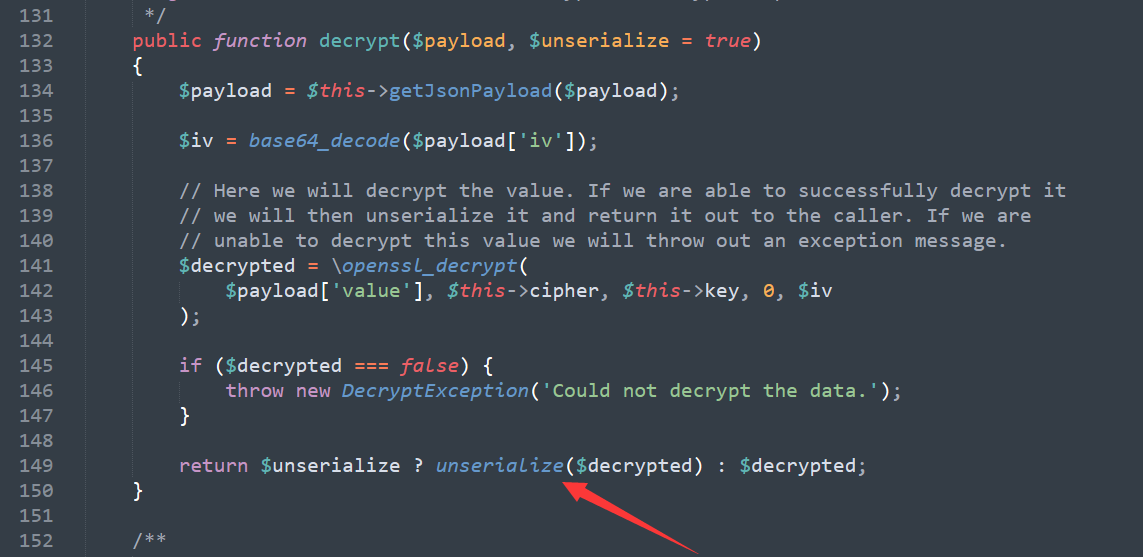 131 */
132 public function decrypt($payload, $unserialize = true)
133 {
134 $payload = $this->getJsonPayload($payload);
135
136 $iv = base64_decode($payload['iv']);
137
138 // Here we will decrypt the value. If we are able to successfully decrypt it
139 // we will then unserialize it and return it out to the caller. If we are
140 // unable to decrypt this value we will throw out an exception message.
141 $decrypted = \openssl_decrypt(
142 $payload['value'], $this->cipher, $this->key, 0, $iv
143 );
144
145 if ($decrypted === false) {
146 throw new DecryptException('Could not decrypt the data.');
147 }
148
149 return $unserialize ? unserialize($decrypted) : $decrypted;
150 }
151
152 /**